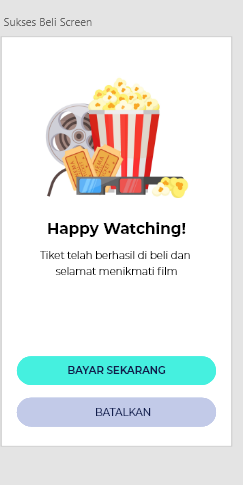 Sukses Beli Screen
Happy Watching!
Tiket telah berhasil di beli dan
selamat menikmati film
BAYAR SEKARANG
BATALKAN